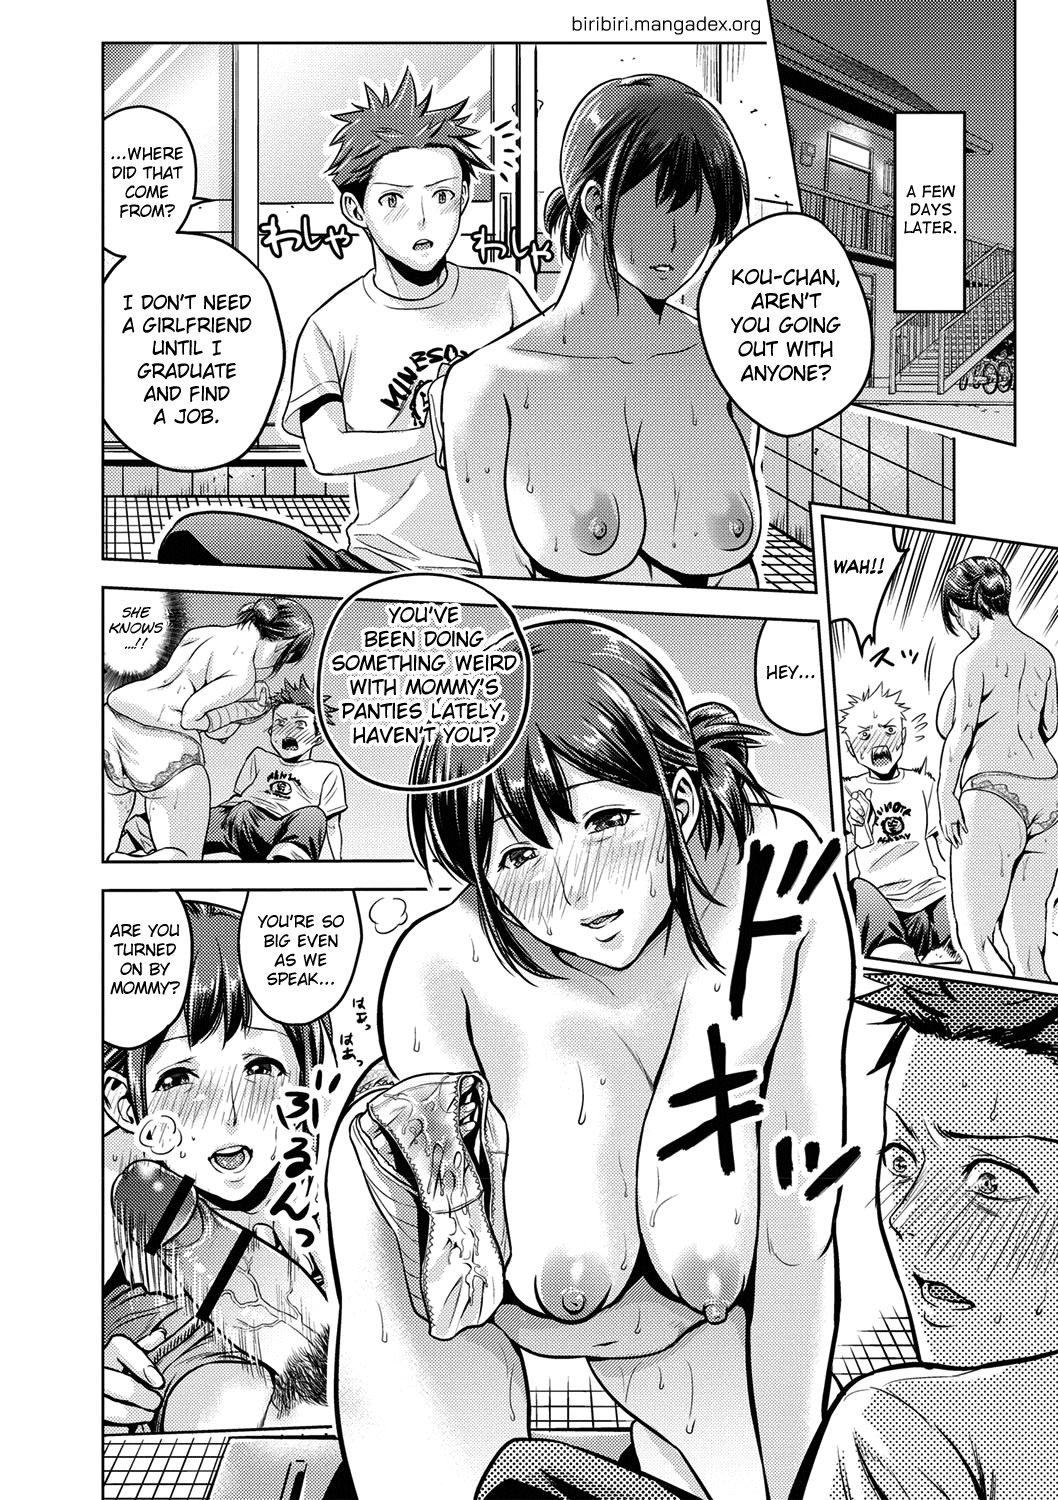 biribiri.mangadex.org
A FEW
DAYS
LATER.
KOU-CHAN,
AREN'T
YOU GOING
OUT WITH
ANYONE?
わしゃ
わしゃ
...WHERE
DID THAT
COME
FROM?
I DON'T NEED
A GIRLFRIEND
UNTIL I
GRADUATE
AND FIND
A JOB.
WAH!!
スッ
HEY...
YOU'VE
BEEN DOING
SOMETHING WEIRD
WITH MOMMY'S
PANTIES LATELY,
HAVEN'T YOU?
SHE
KNOWS
...!!
ドキッ
YOU'RE SO
BIG EVEN
AS WE
SPEAK...
はぁっ
はぁっ
ぶるんっ
ARE YOU
TURNED
ON BY
MOMMY?